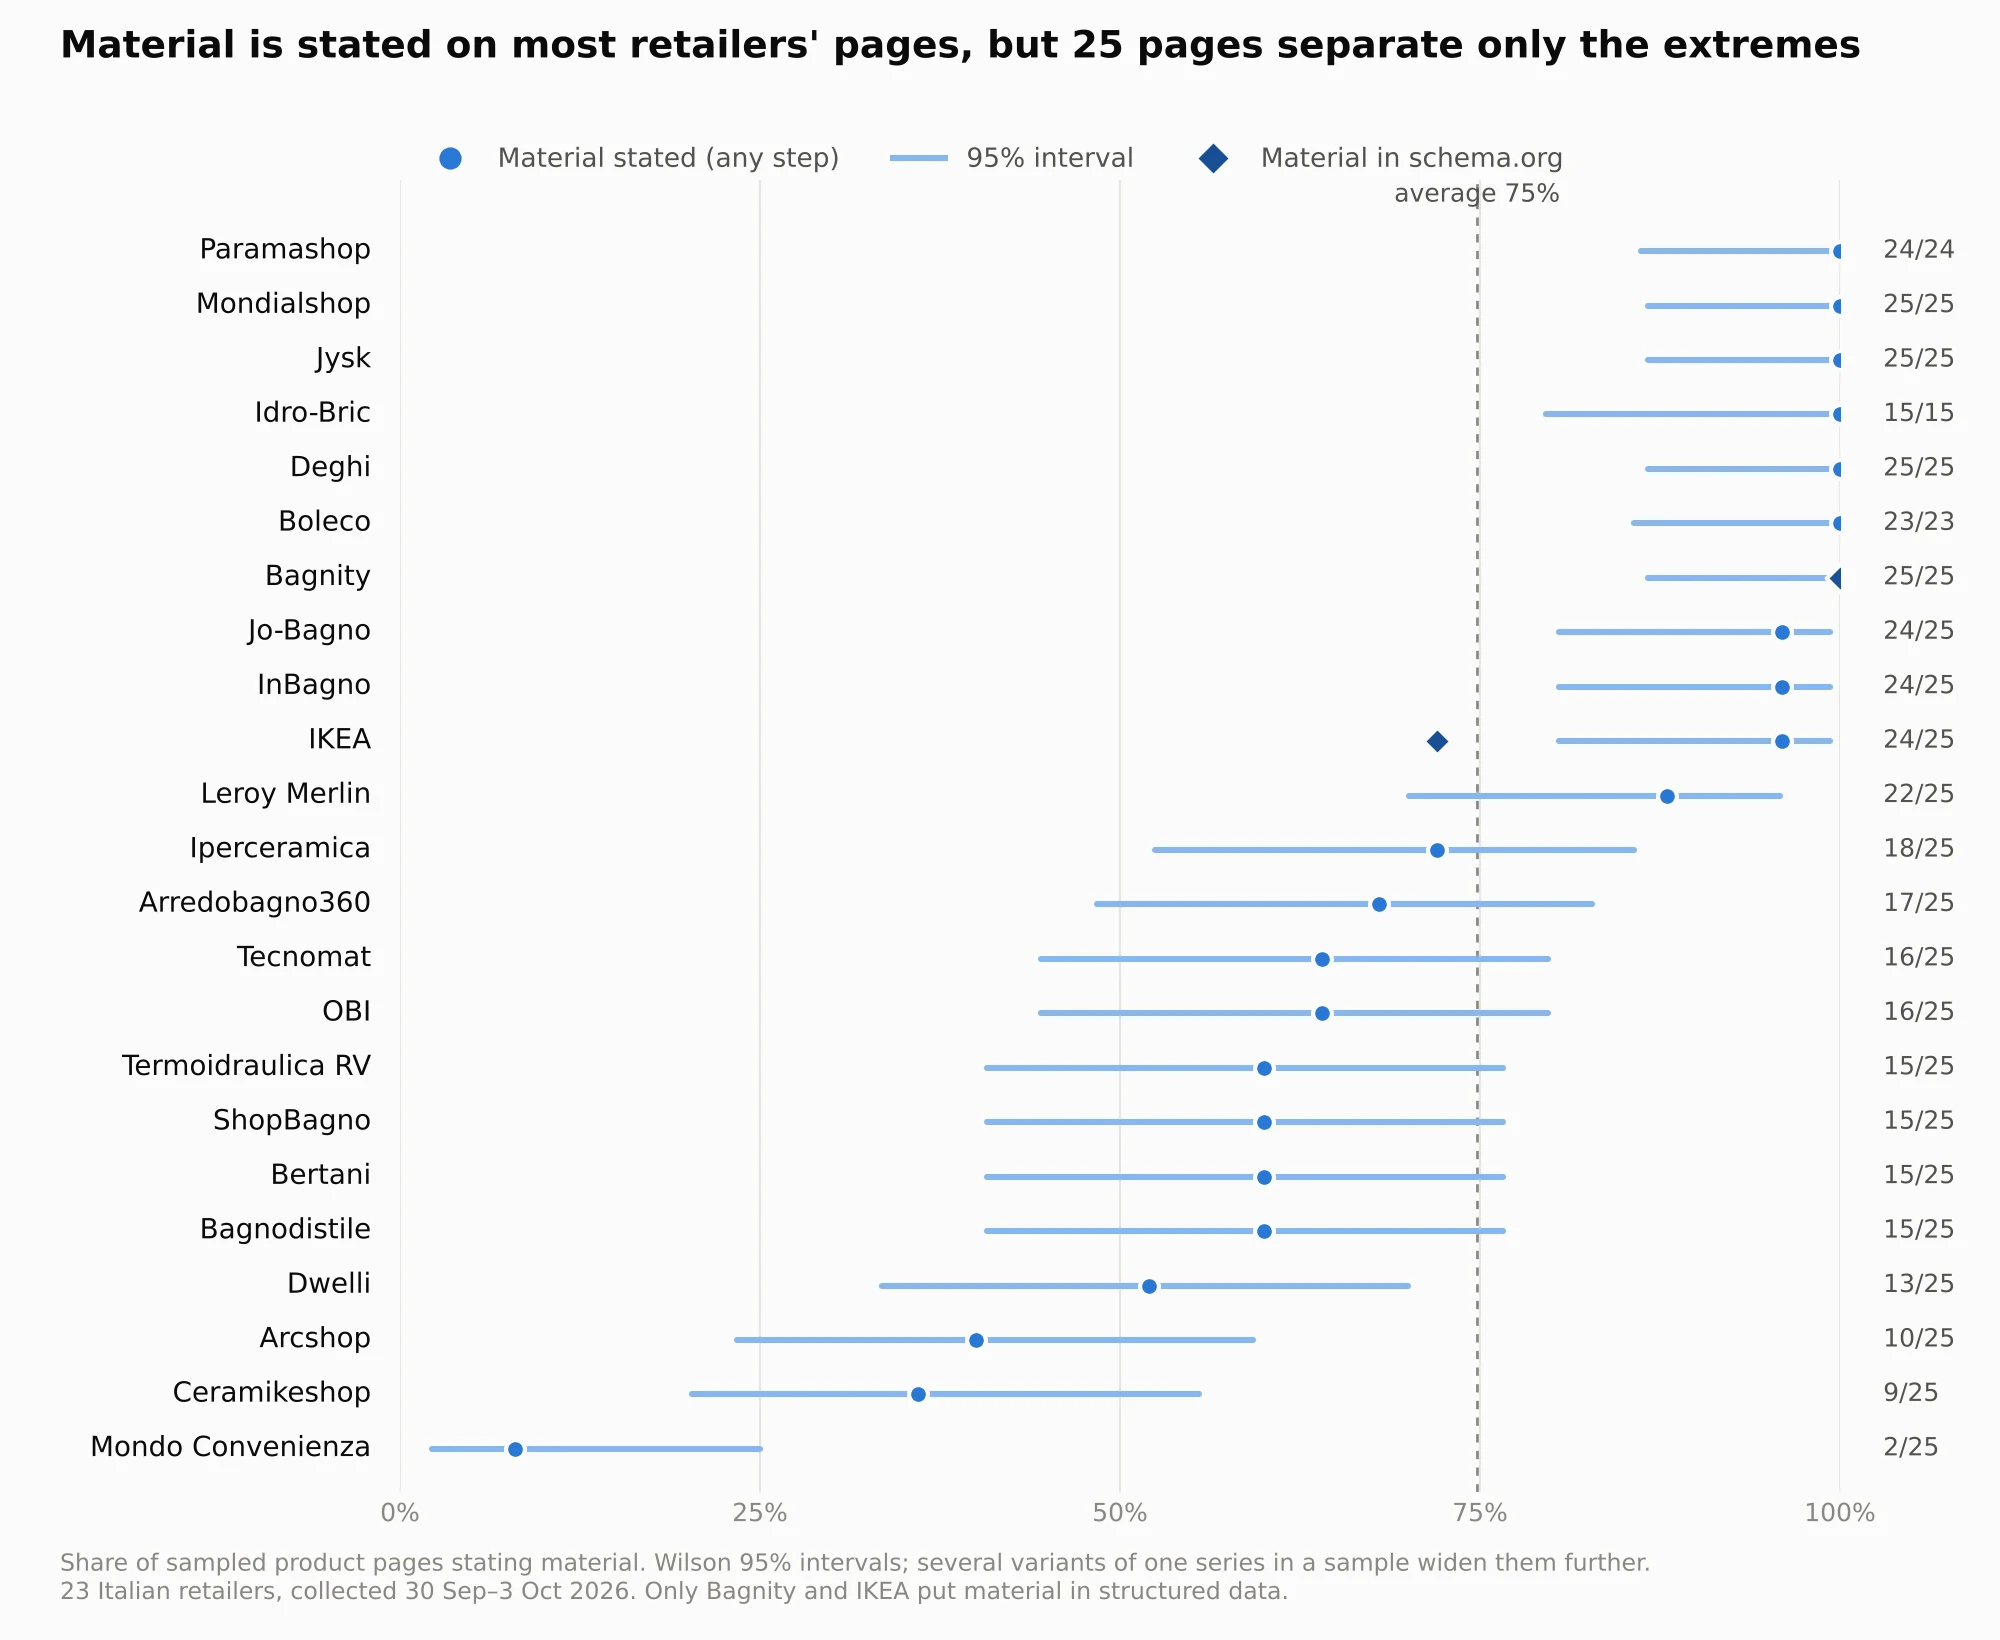 Material is stated on most retailers' pages, but 25 pages separate only the extremes
Material stated (any step) 95% interval Material in schema.org
average 75%
Paramashop 24/24
Mondialshop 25/25
Jysk 25/25
Idro-Bric 15/15
Deghi 25/25
Boleco 23/23
Bagnity 25/25
Jo-Bagno 24/25
InBagno 24/25
IKEA 24/25
Leroy Merlin 22/25
Iperceramica 18/25
Arredobagno360 17/25
Tecnomat 16/25
OBI 16/25
Termoidraulica RV 15/25
ShopBagno 15/25
Bertani 15/25
Bagnodistile 15/25
Dwelli 13/25
Arcshop 10/25
Ceramikeshop 9/25
Mondo Convenienza 2/25
0% 25% 50% 75% 100%
Share of sampled product pages stating material. Wilson 95% intervals; several variants of one series in a sample widen them further.
23 Italian retailers, collected 30 Sep–3 Oct 2026. Only Bagnity and IKEA put material in structured data.